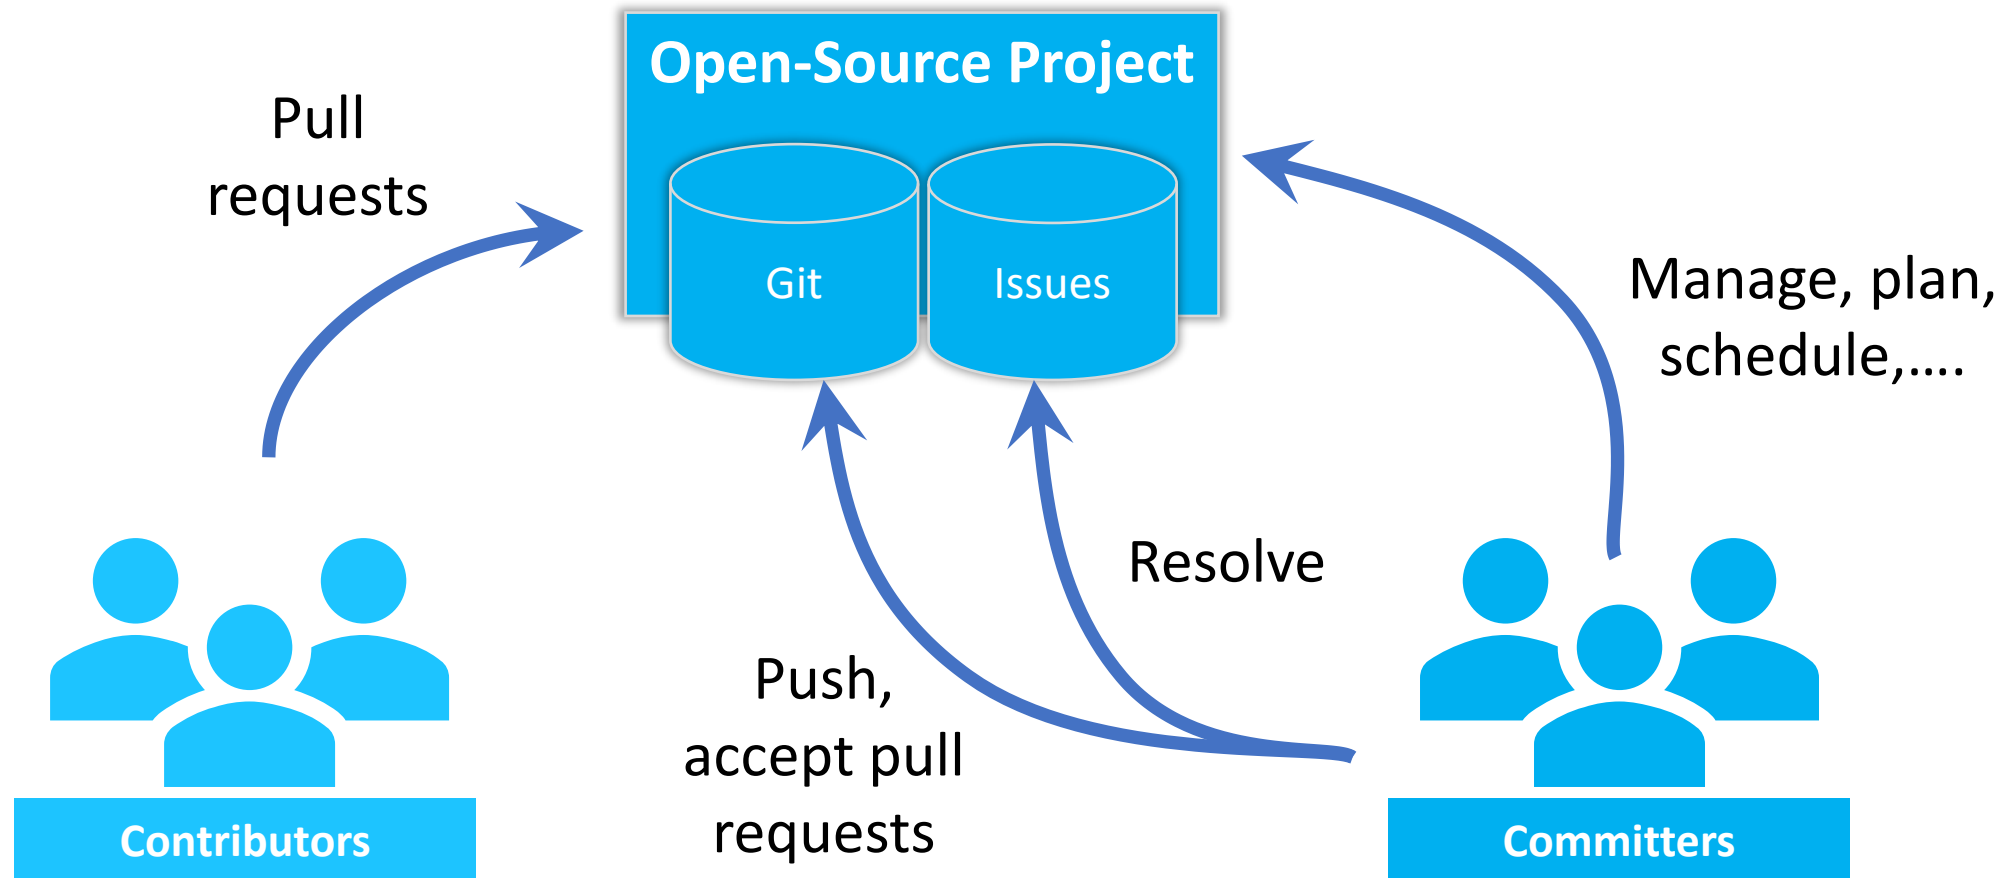 Open-Source Project
Pull
requests
Git
Issues
Manage, plan,
schedule,....
Resolve
Push,
accept pull
requests
Contributors
Committers